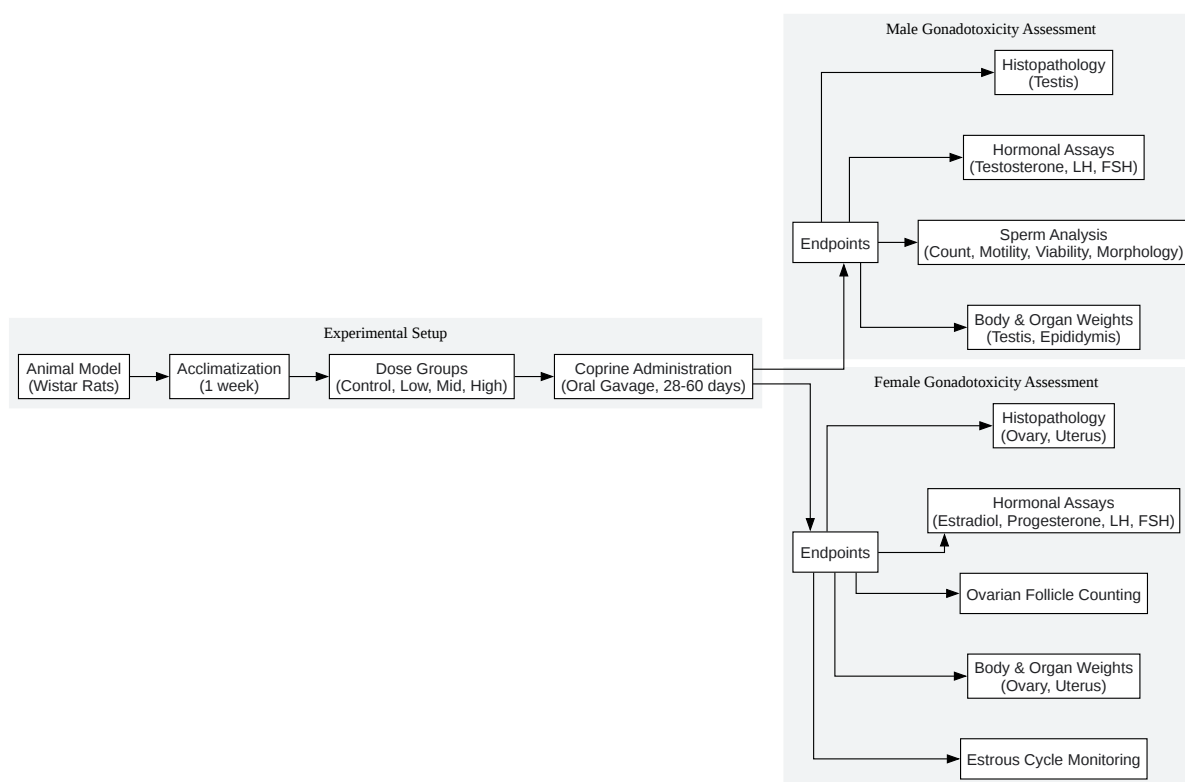 Experimental Setup
Animal Model
(Wistar Rats)
Acclimatization
(1 week)
Dose Groups
(Control, Low, Mid, High)
Coprine Administration
(Oral Gavage, 28-60 days)
Male Gonadotoxicity Assessment
Endpoints
Histopathology
(Testis)
Hormonal Assays
(Testosterone, LH, FSH)
Sperm Analysis
(Count, Motility, Viability, Morphology)
Body & Organ Weights
(Testis, Epididymis)
Female Gonadotoxicity Assessment
Endpoints
Histopathology
(Ovary, Uterus)
Hormonal Assays
(Estradiol, Progesterone, LH, FSH)
Ovarian Follicle Counting
Body & Organ Weights
(Ovary, Uterus)
Estrous Cycle Monitoring